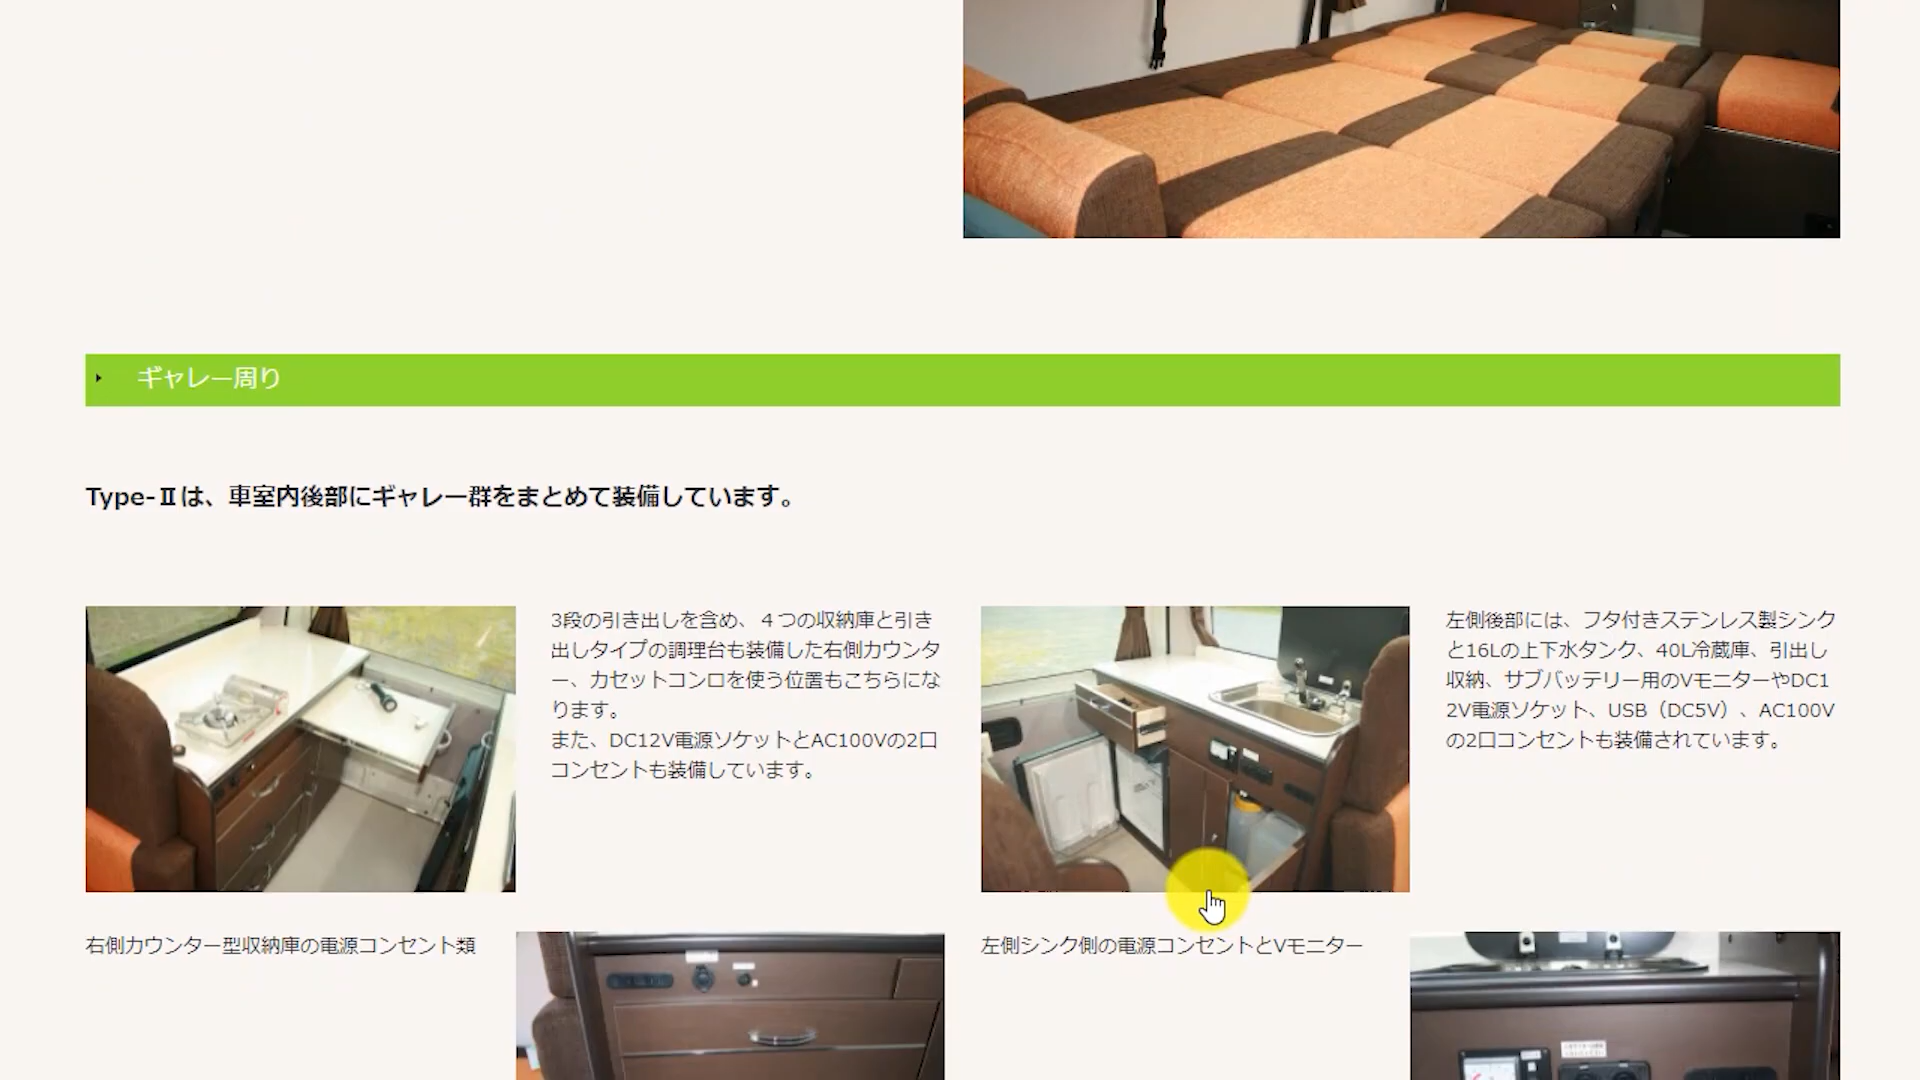 ギャレー周り
Type-Ⅱは、車室内後部にギャレー群をまとめて装備しています。
3段の引き出しを含め、４つの収納庫と引き
出しタイプの調理台も装備した右側カウンタ
ー、カセットコンロを使う位置もこちらにな
ります。
また、DC12V電源ソケットとAC100Vの2口
コンセントも装備しています。
左側後部には、フタ付きステンレス製シンク
と16Lの上下水タンク、40L冷蔵庫、引出し
収納、サブバッテリー用のVモニターやDC1
2V電源ソケット、USB（DC5V）、AC100V
の2口コンセントも装備されています。
右側カウンター型収納庫の電源コンセント類
左側シンク側の電源コンセントとVモニター